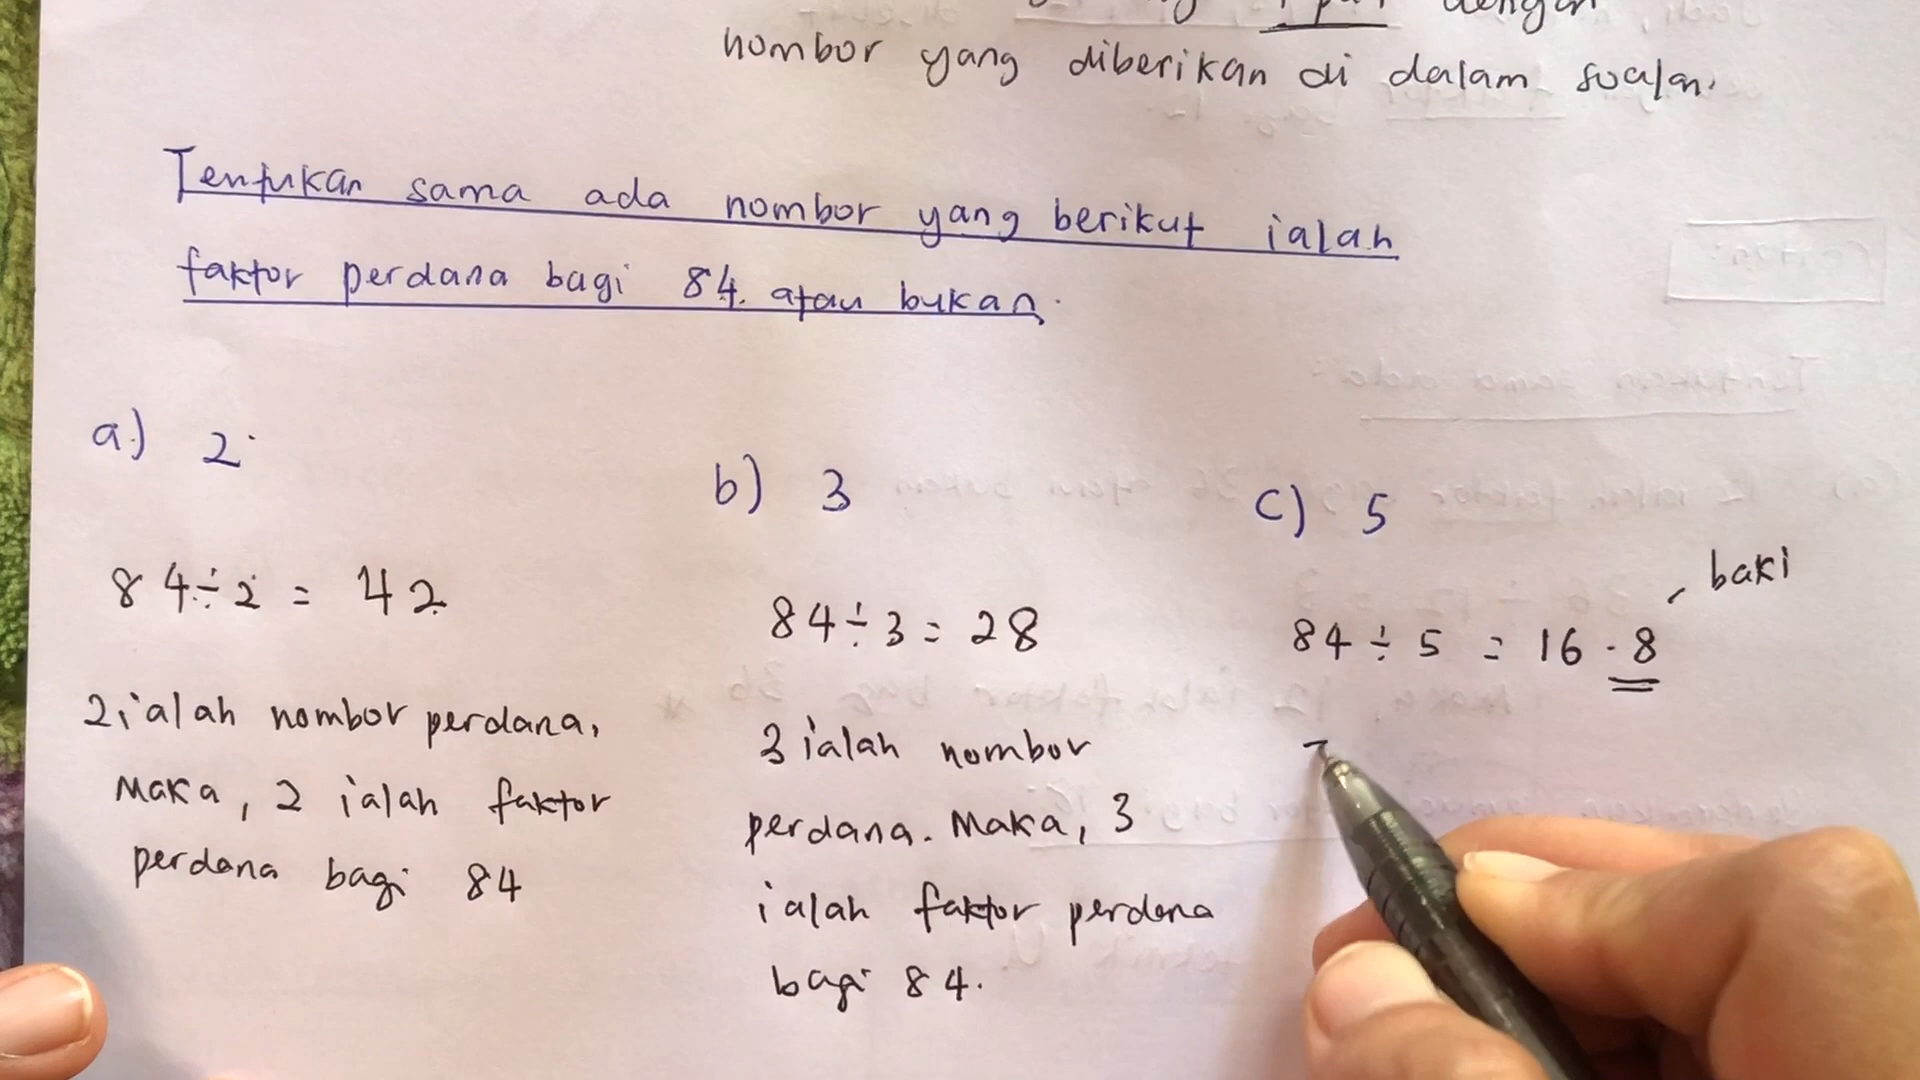 dengan
nombor yang diberikan di dalam soalan.
Tentukan sama ada nombor yang berikut ialah
faktor perdana bagi 84 atau bukan.
a) 2
84 ÷ 2 = 42
2 ialah nombor perdana,
Maka, 2 ialah faktor
perdana bagi 84
b) 3
84 ÷ 3 = 28
3 ialah nombor
perdana. Maka, 3
ialah faktor perdana
bagi 84.
c) 5
baki
84 ÷ 5 = 16.8